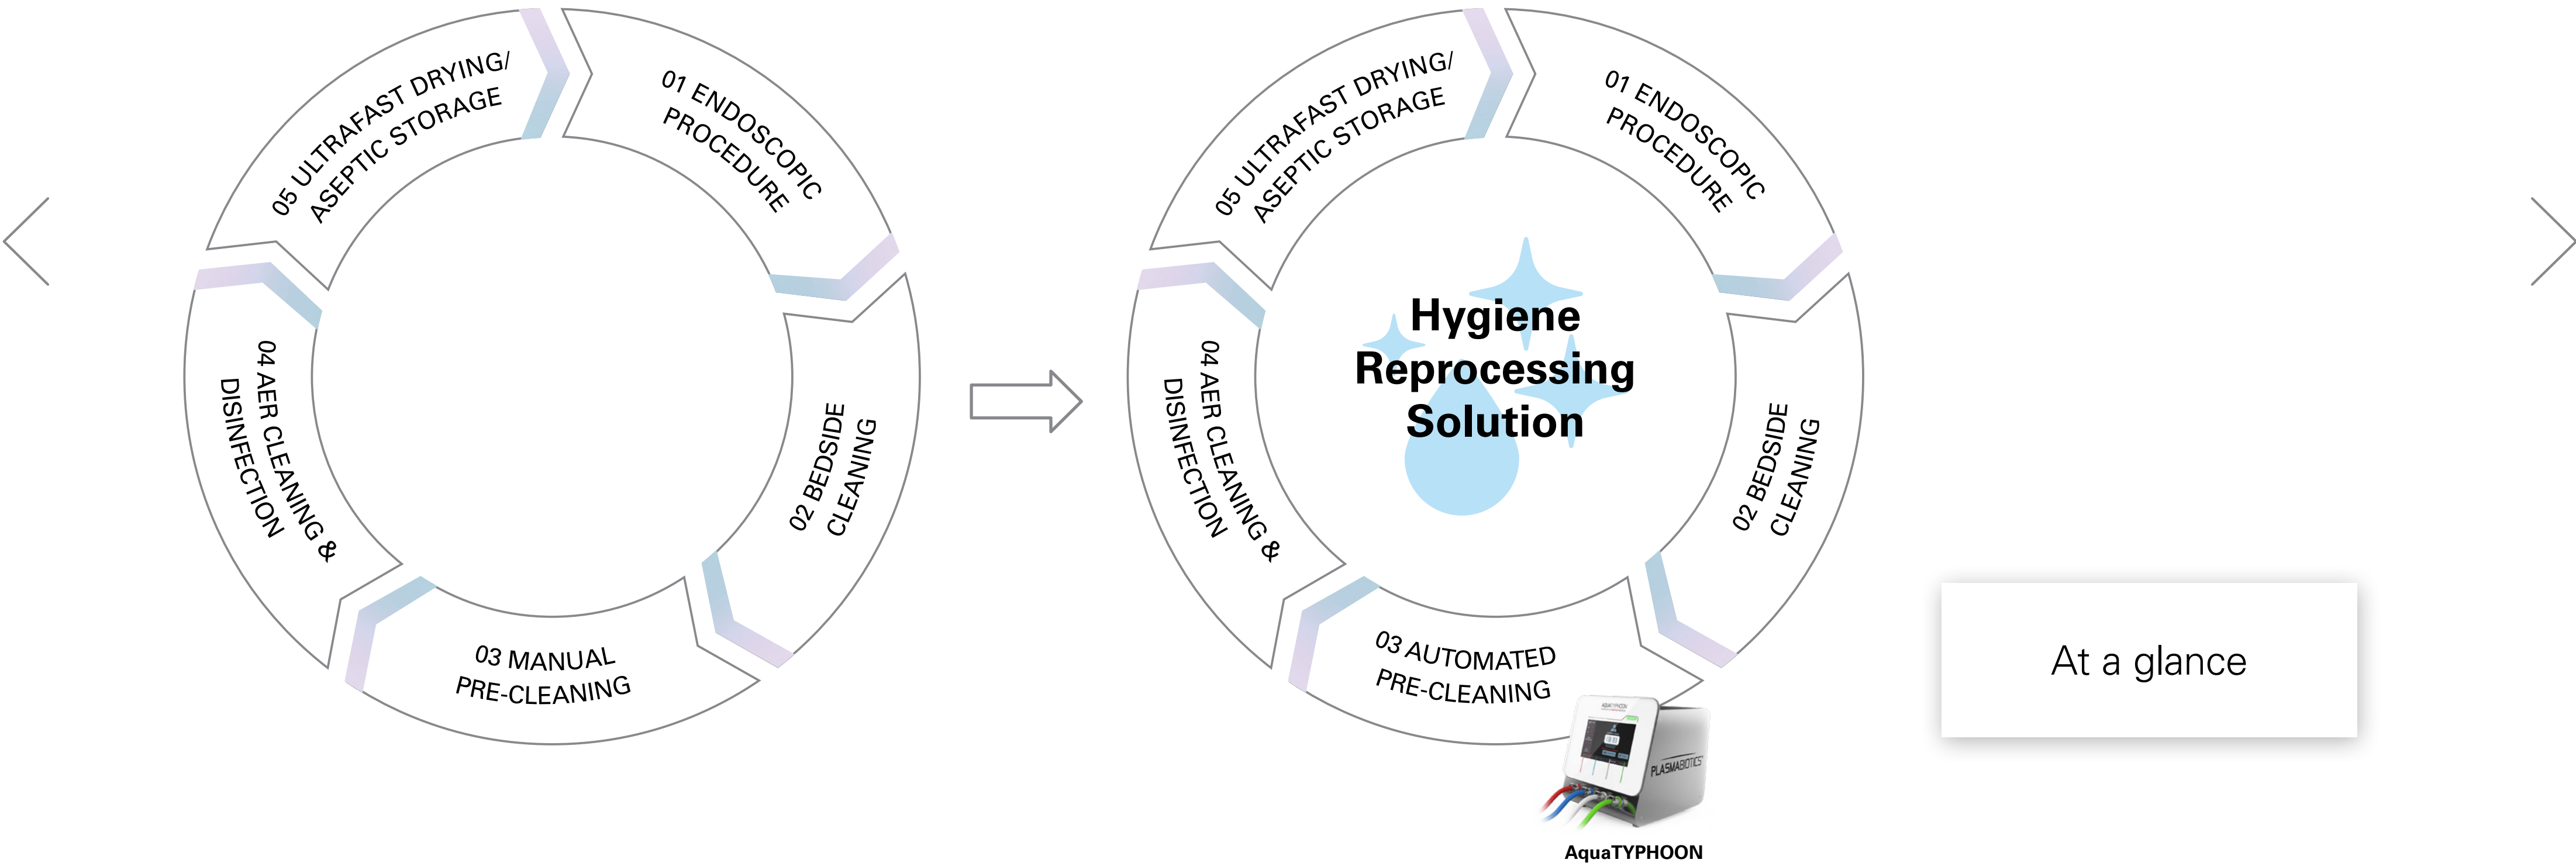 01 ENDOSCOPIC
PROCEDURE
02 BEDSIDE
CLEANING
03 MANUAL
PRE-CLEANING
04 AER CLEANING &
DISINFECTION
05 ULTRAFAST DRYING/
ASEPTIC STORAGE
01 ENDOSCOPIC
PROCEDURE
02 BEDSIDE
CLEANING
03 AUTOMATED
PRE-CLEANING
04 AER CLEANING &
DISINFECTION
05 ULTRAFAST DRYING/
ASEPTIC STORAGE
Hygiene
Reprocessing
Solution
AQUATYPHOON
PLASMABIOTICS
AquaTYPHOON
At a glance